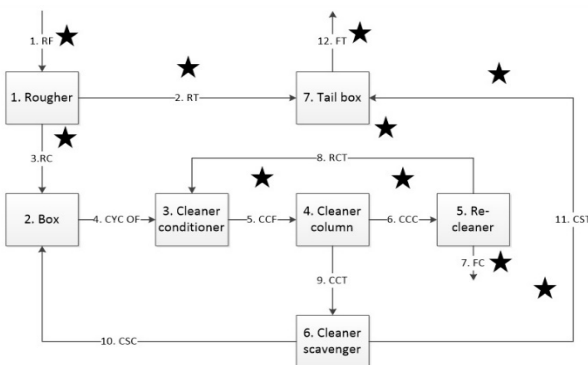 1. RF
12. FT
1. Rougher
2. RT
7. Tail box
3.RC
8. RCT
2. Box
4. CYC OF
3. Cleaner
conditioner
5. CCF
4. Cleaner
column
6. CCC
5. Re-
cleaner
11. CST
7. FC
9. CCT
10. CSC
6. Cleaner
scavenger